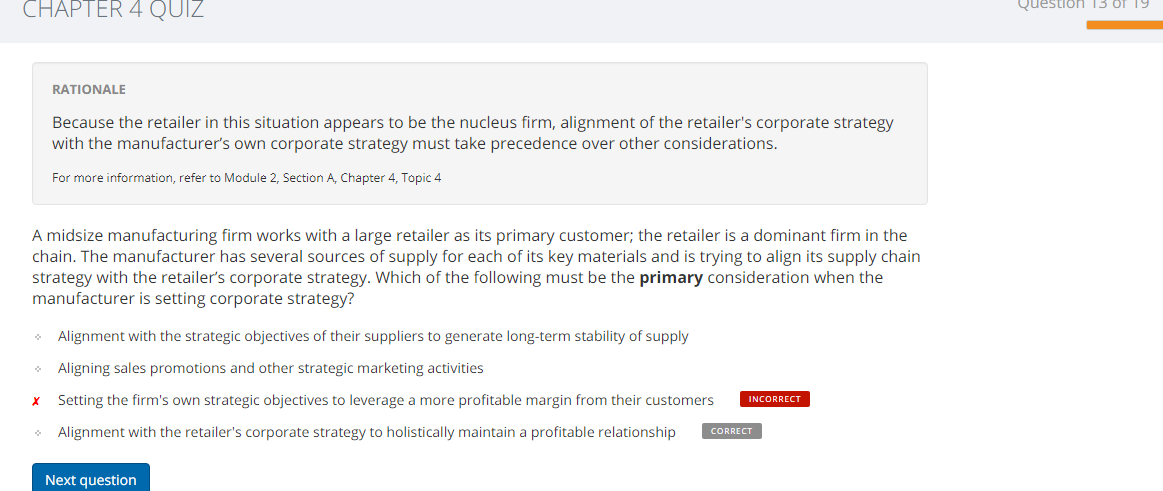 CHAPTER 4 QUIZ
Question 13 of 19
RATIONALE
Because the retailer in this situation appears to be the nucleus firm, alignment of the retailer's corporate strategy
with the manufacturer’s own corporate strategy must take precedence over other considerations.
For more information, refer to Module 2, Section A, Chapter 4, Topic 4
A midsize manufacturing firm works with a large retailer as its primary customer; the retailer is a dominant firm in the
chain. The manufacturer has several sources of supply for each of its key materials and is trying to align its supply chain
strategy with the retailer’s corporate strategy. Which of the following must be the primary consideration when the
manufacturer is setting corporate strategy?
Alignment with the strategic objectives of their suppliers to generate long-term stability of supply
Aligning sales promotions and other strategic marketing activities
✗ Setting the firm's own strategic objectives to leverage a more profitable margin from their customers INCORRECT
Alignment with the retailer's corporate strategy to holistically maintain a profitable relationship CORRECT
Next question